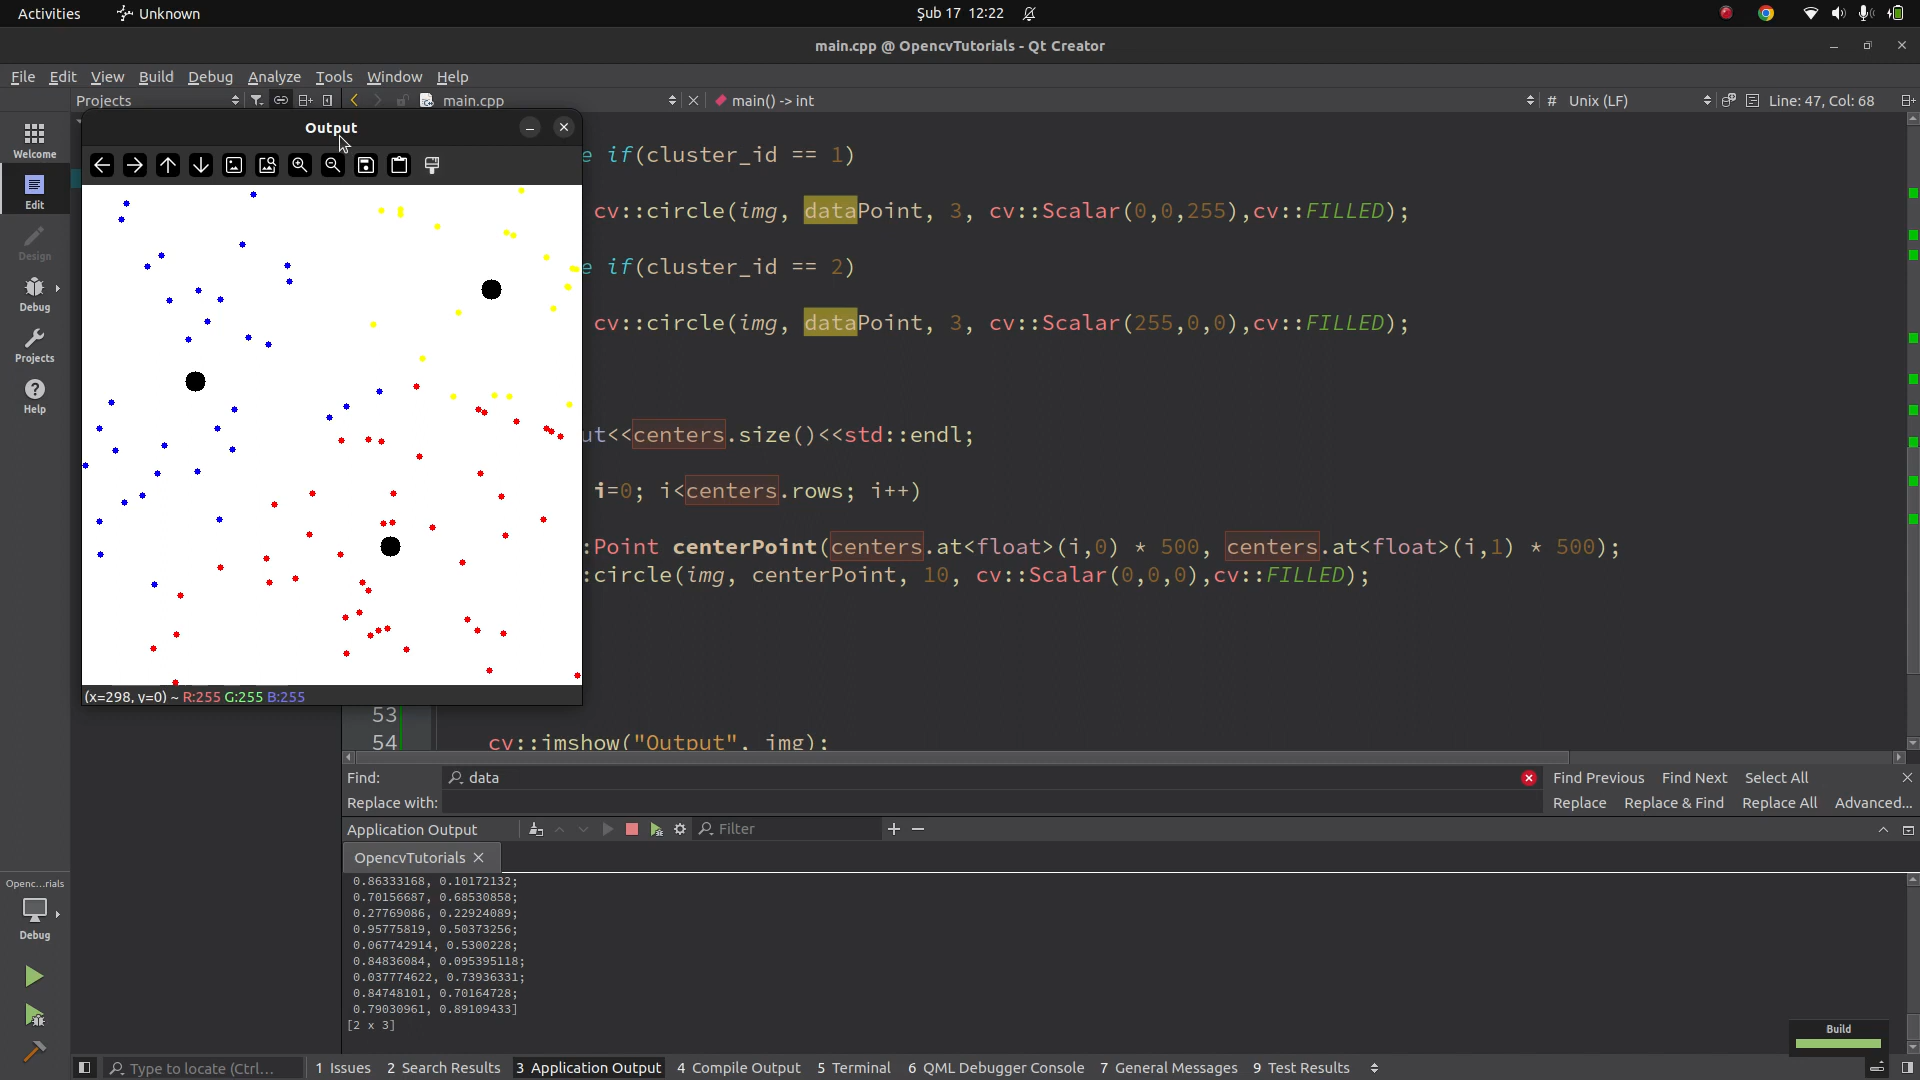 Activities Unknown Şub 17 12:22
main.cpp @ OpencvTutorials - Qt Creator
File Edit View Build Debug Analyze Tools Window Help
Projects main.cpp main() -> int # Unix (LF) Line: 47, Col: 68
Output
Welcome
Edit
Design
Debug
Projects
Help
e if(cluster_id == 1)
cv::circle(img, dataPoint, 3, cv::Scalar(0,0,255),cv::FILLED);
e if(cluster_id == 2)
cv::circle(img, dataPoint, 3, cv::Scalar(255,0,0),cv::FILLED);
ut<<centers.size()<<std::endl;
i=0; i<centers.rows; i++)
:Point centerPoint(centers.at<float>(i,0) * 500, centers.at<float>(i,1) * 500);
:circle(img, centerPoint, 10, cv::Scalar(0,0,0),cv::FILLED);
(x=298, y=0) ~ R:255 G:255 B:255
53
54 cv::imshow("Output", img);
Find: data Find Previous Find Next Select All
Replace with: Replace Replace & Find Replace All Advanced...
Application Output Filter
OpencvTutorials
0.86333168, 0.10172132;
0.70156687, 0.68530858;
0.27769086, 0.22924089;
0.95775819, 0.50373256;
0.067742914, 0.5300228;
0.84836084, 0.095395118;
0.037774622, 0.73936331;
0.84748101, 0.70164728;
0.79030961, 0.89109433]
[2 x 3]
Openc...rials
Debug
Build
Type to locate (Ctrl... 1 Issues 2 Search Results 3 Application Output 4 Compile Output 5 Terminal 6 QML Debugger Console 7 General Messages 9 Test Results